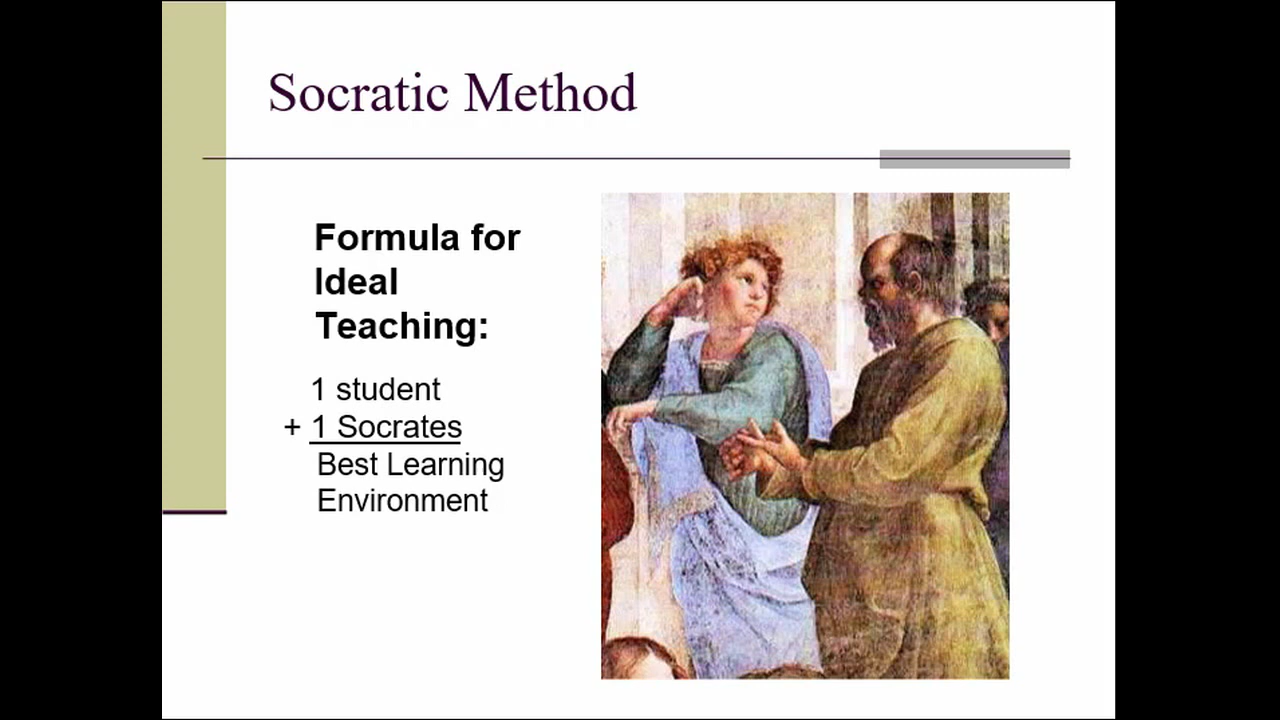 Socratic Method
Formula for
Ideal
Teaching:
1 student
+ 1 Socrates
Best Learning
Environment